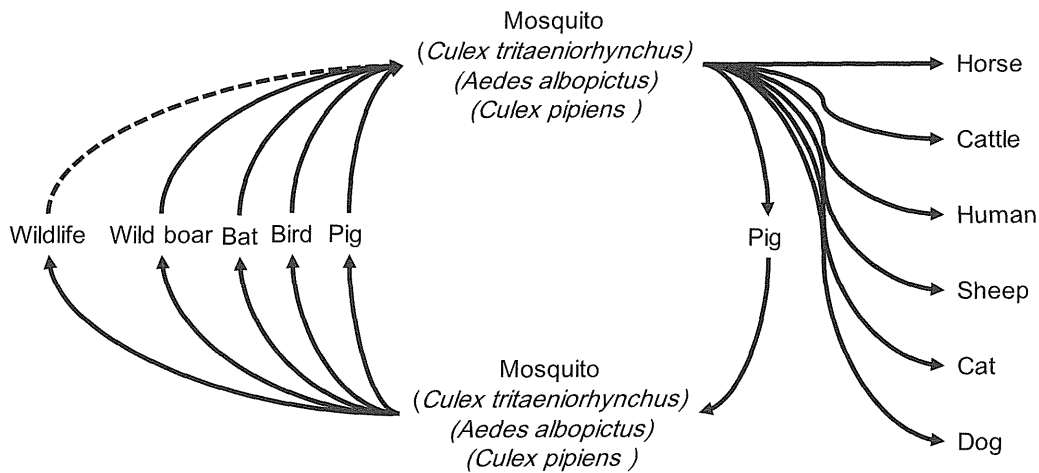 Mosquito
(Culex tritaeniorhynchus)
(Aedes albopictus)
(Culex pipiens )
Horse
Cattle
Human
Sheep
Cat
Dog
Wildlife
Wild boar
Bat
Bird
Pig
Pig
Mosquito
(Culex tritaeniorhynchus)
(Aedes albopictus)
(Culex pipiens )